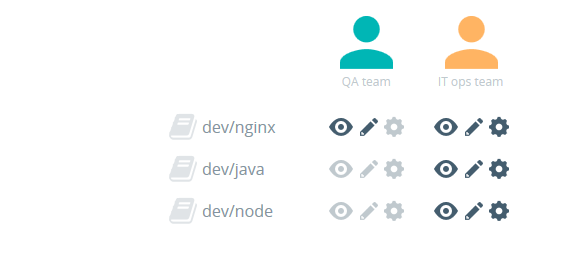 QA team IT ops team
dev/nginx
dev/java
dev/node